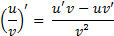 (u/v)′ = (u′v − uv′)/v²